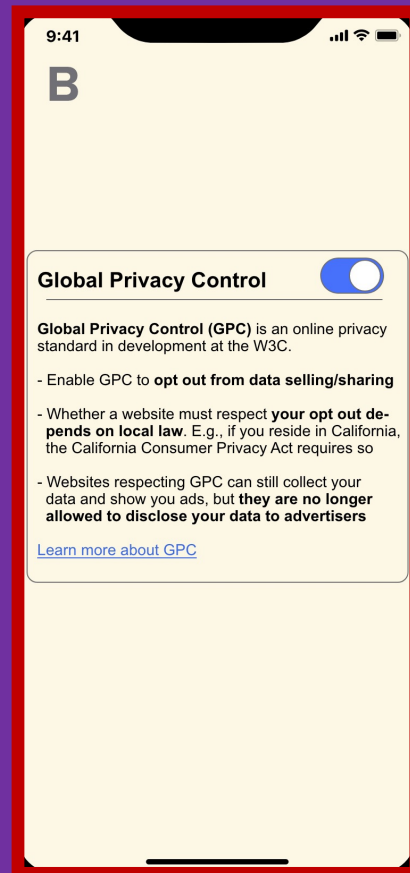 9:41
B
Global Privacy Control
Global Privacy Control (GPC) is an online privacy
standard in development at the W3C.
- Enable GPC to opt out from data selling/sharing
- Whether a website must respect your opt out de-
pends on local law. E.g., if you reside in California,
the California Consumer Privacy Act requires so
- Websites respecting GPC can still collect your
data and show you ads, but they are no longer
allowed to disclose your data to advertisers
Learn more about GPC